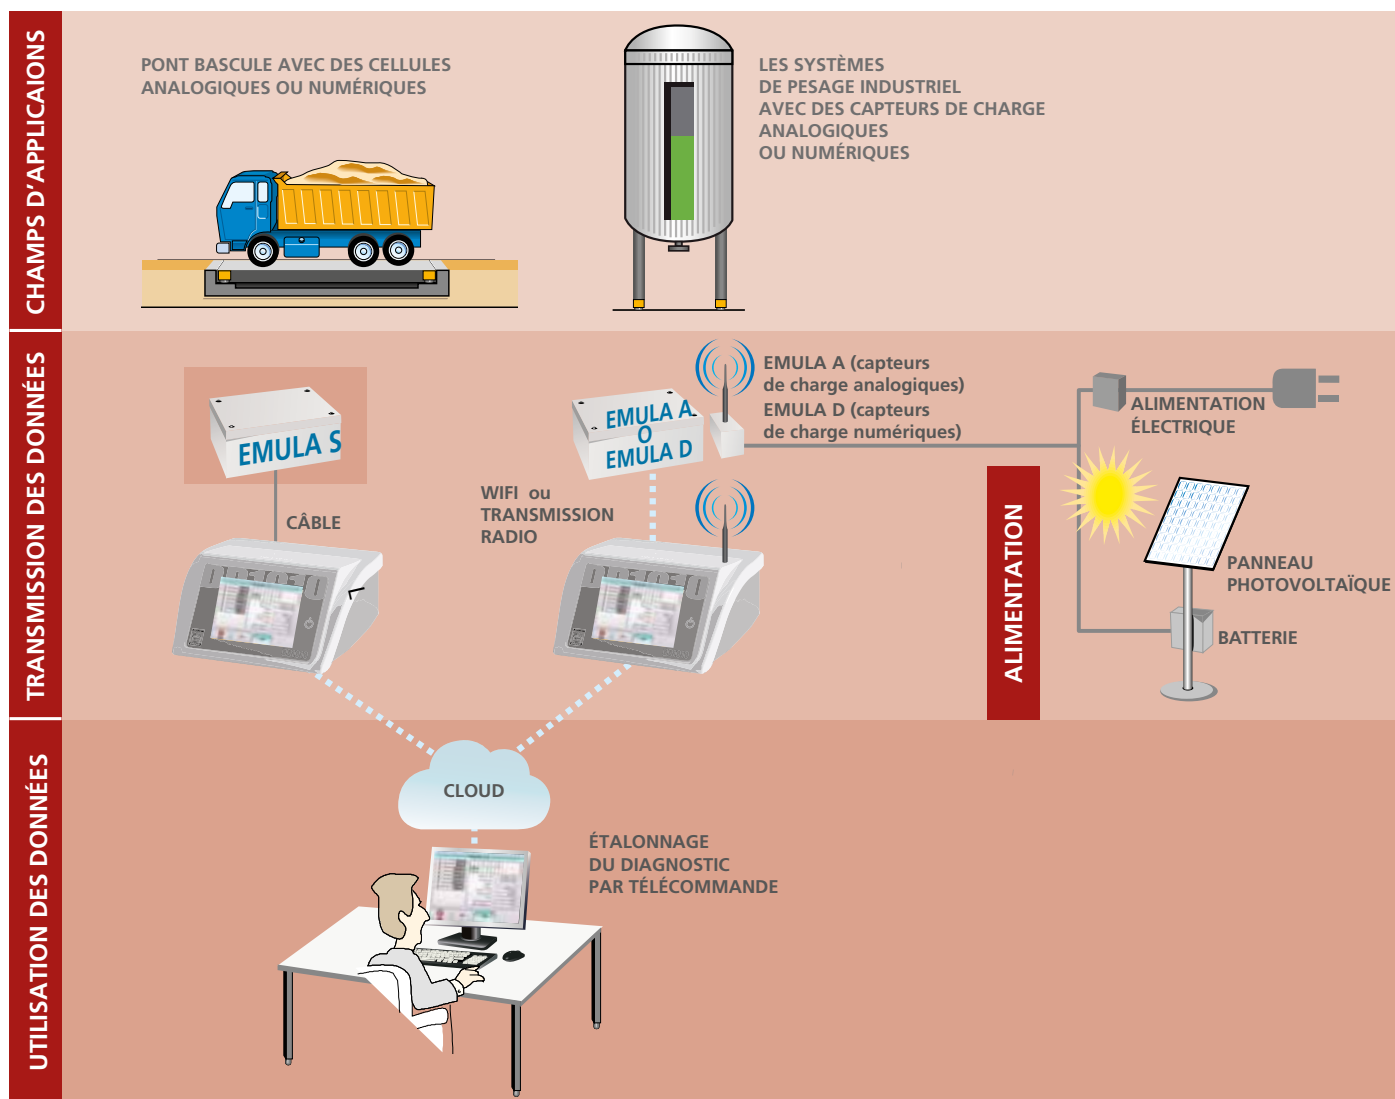 CHAMPS D'APPLICAIONS
PONT BASCULE AVEC DES CELLULES
ANALOGIQUES OU NUMÉRIQUES
LES SYSTÈMES
DE PESAGE INDUSTRIEL
AVEC DES CAPTEURS DE CHARGE
ANALOGIQUES
OU NUMÉRIQUES
TRANSMISSION DES DONNÉES
EMULA S
CÂBLE
EMULA A
O
EMULA D
WIFI ou
TRANSMISSION
RADIO
EMULA A (capteurs
de charge analogiques)
EMULA D (capteurs
de charge numériques)
ALIMENTATION
ÉLECTRIQUE
ALIMENTATION
PANNEAU
PHOTOVOLTAÏQUE
BATTERIE
UTILISATION DES DONNÉES
CLOUD
ÉTALONNAGE
DU DIAGNOSTIC
PAR TÉLÉCOMMANDE